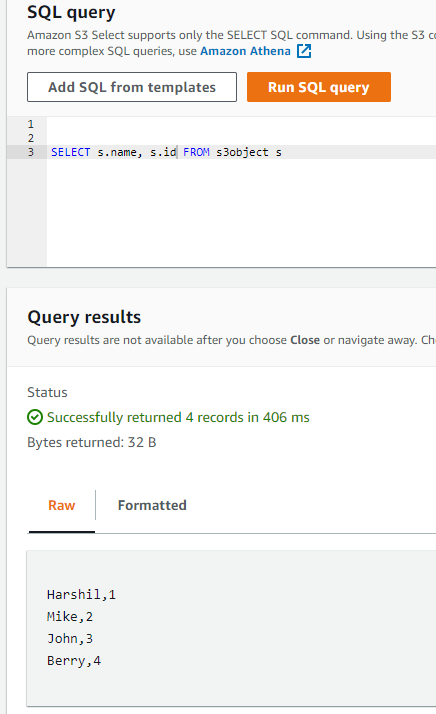 SQL query
Amazon S3 Select supports only the SELECT SQL command. Using the S3
more complex SQL queries, use Amazon Athena
Add SQL from templates
Run SQL query
1
2
3 SELECT s.name, s.id FROM s3object s
Query results
Query results are not available after you choose Close or navigate away.
Status
Successfully returned 4 records in 406 ms
Bytes returned: 32 B
Raw
Formatted
Harshil,1
Mike,2
John,3
Berry,4